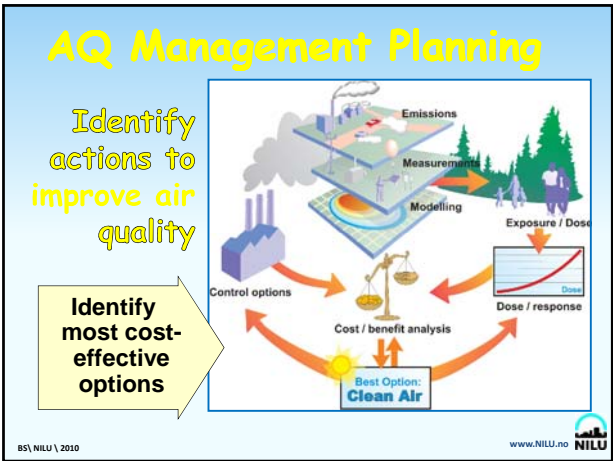 AQ Management Planning
Identify
actions to
improve air
quality
Emissions
Measurements
Modelling
Exposure / Dose
Control options
Dose
Dose / response
Cost / benefit analysis
Best Option:
Clean Air
Identify
most cost-
effective
options
BS\ NILU \ 2010
www.NILU.no
NILU